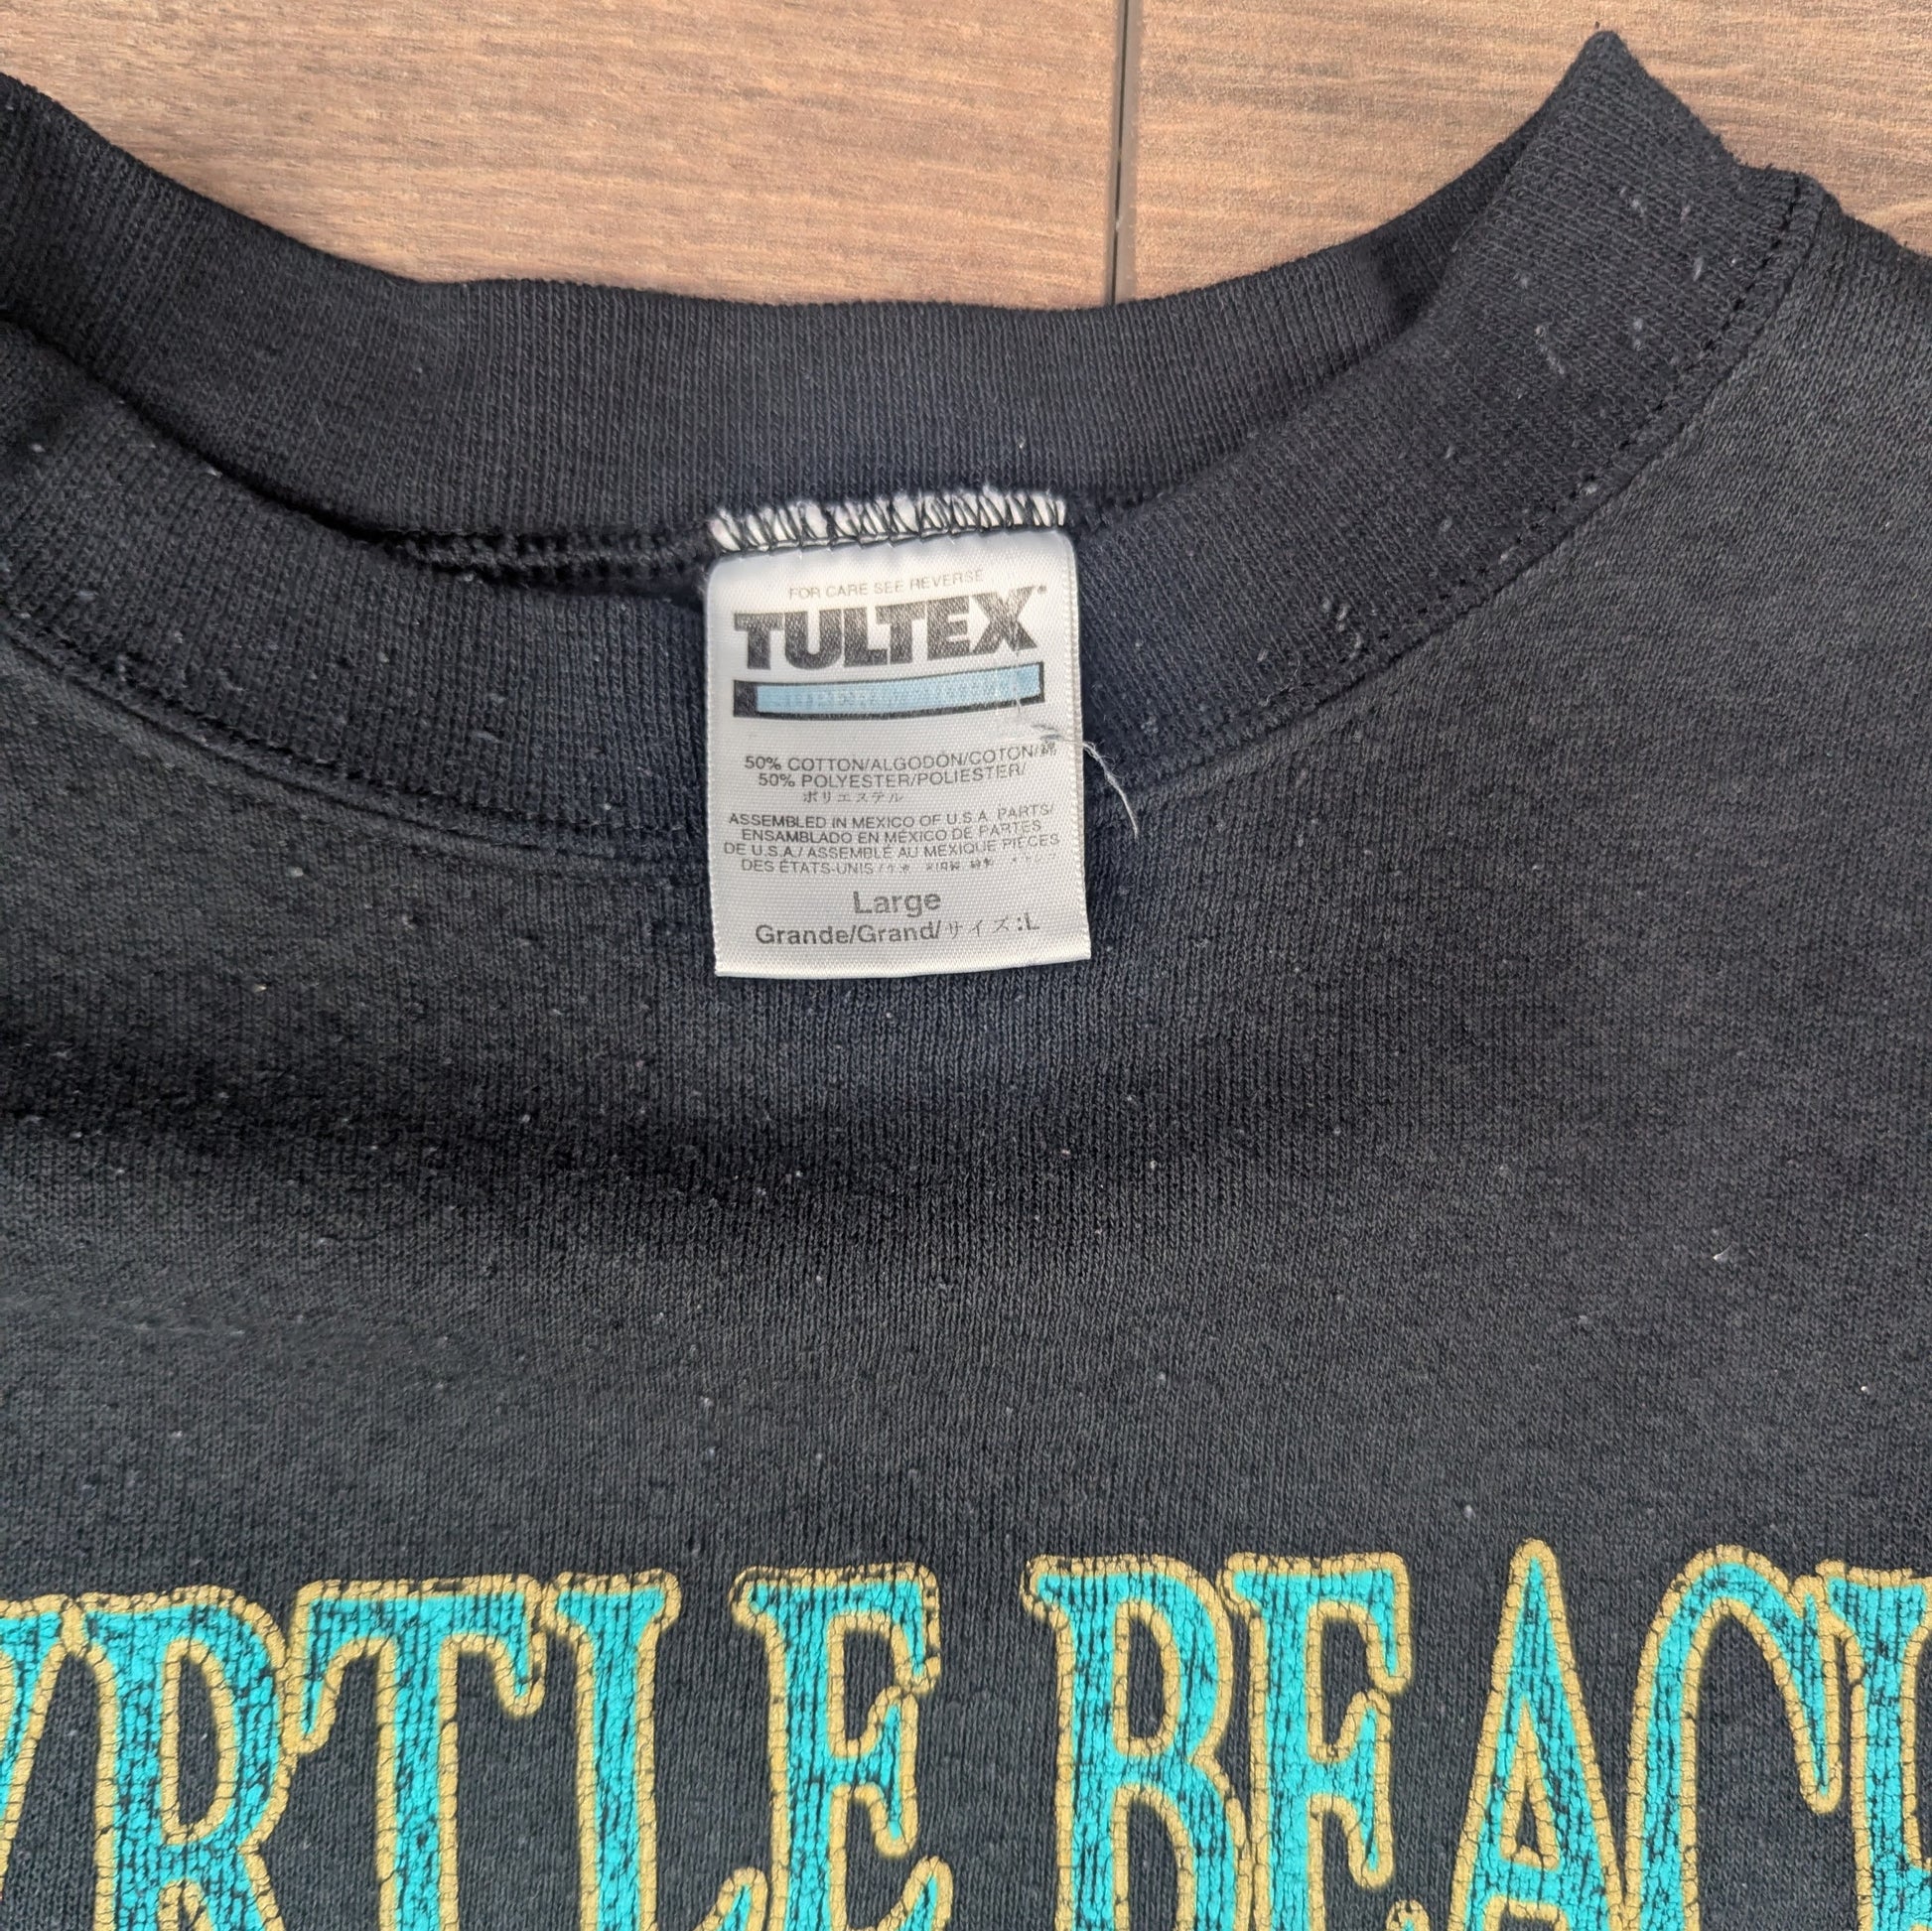 FOR CARE SEE REVERSE
TULTEX
50% COTTON/ALGODÓN/COTON/綿
50% POLYESTER/POLIESTER/
ポリエステル
ASSEMBLED IN MEXICO OF U.S.A. PARTS/
ENSAMBLADO EN MÉXICO DE PARTES
DE U.S.A./ASSEMBLÉ AU MEXIQUE PIÈCES
DES ÉTATS-UNIS/
Large
Grande/Grand/サイズ:L
YRTLE BEACH